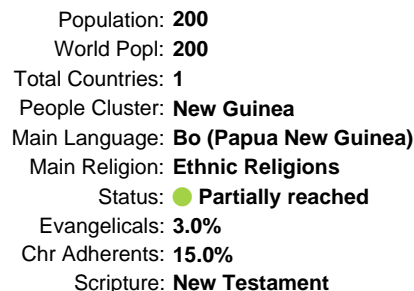 Population: 200
World Popl: 200
Total Countries: 1
People Cluster: New Guinea
Main Language: Bo (Papua New Guinea)
Main Religion: Ethnic Religions
Status: Partially reached
Evangelicals: 3.0%
Chr Adherents: 15.0%
Scripture: New Testament